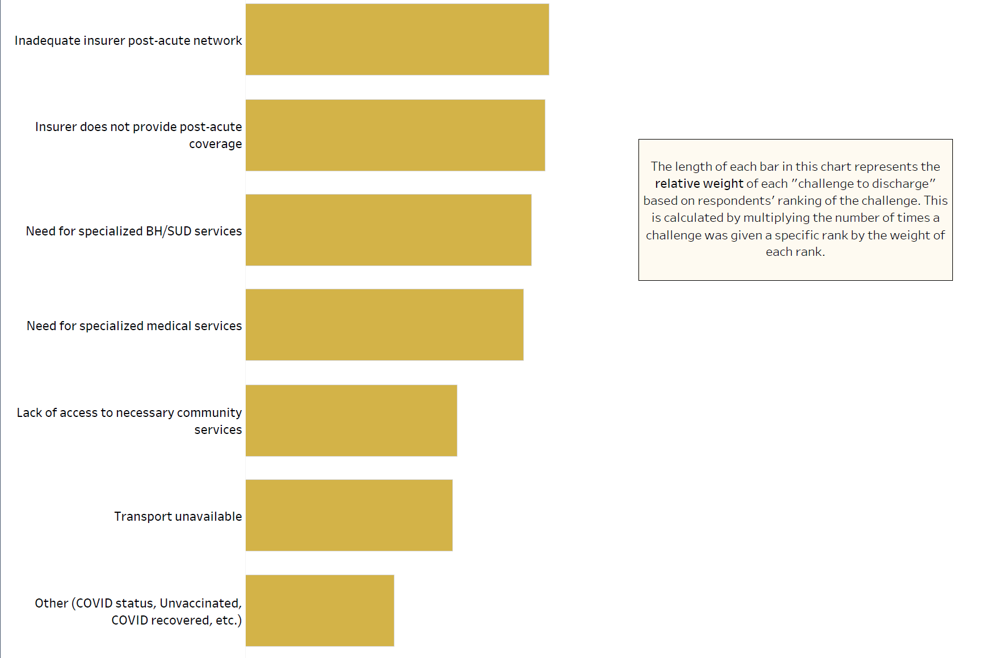 Inadequate insurer post-acute network
Insurer does not provide post-acute
coverage
Need for specialized BH/SUD services
Need for specialized medical services
Lack of access to necessary community
services
Transport unavailable
Other (COVID status, Unvaccinated,
COVID recovered, etc.)
The length of each bar in this chart represents the
relative weight of each "challenge to discharge"
based on respondents' ranking of the challenge. This
is calculated by multiplying the number of times a
challenge was given a specific rank by the weight of
each rank.